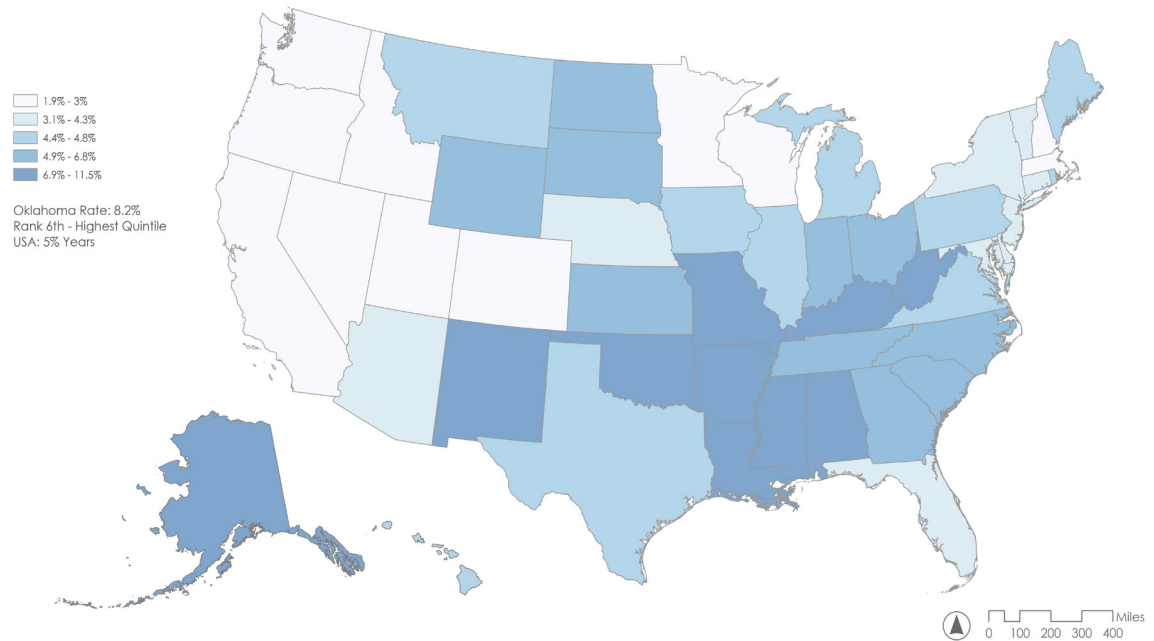 1.9% - 3%
3.1% - 4.3%
4.4% - 4.8%
4.9% - 6.8%
6.9% - 11.5%
Oklahoma Rate: 8.2%
Rank 6th - Highest Quintile
USA: 5% Years
Miles
0 100 200 300 400